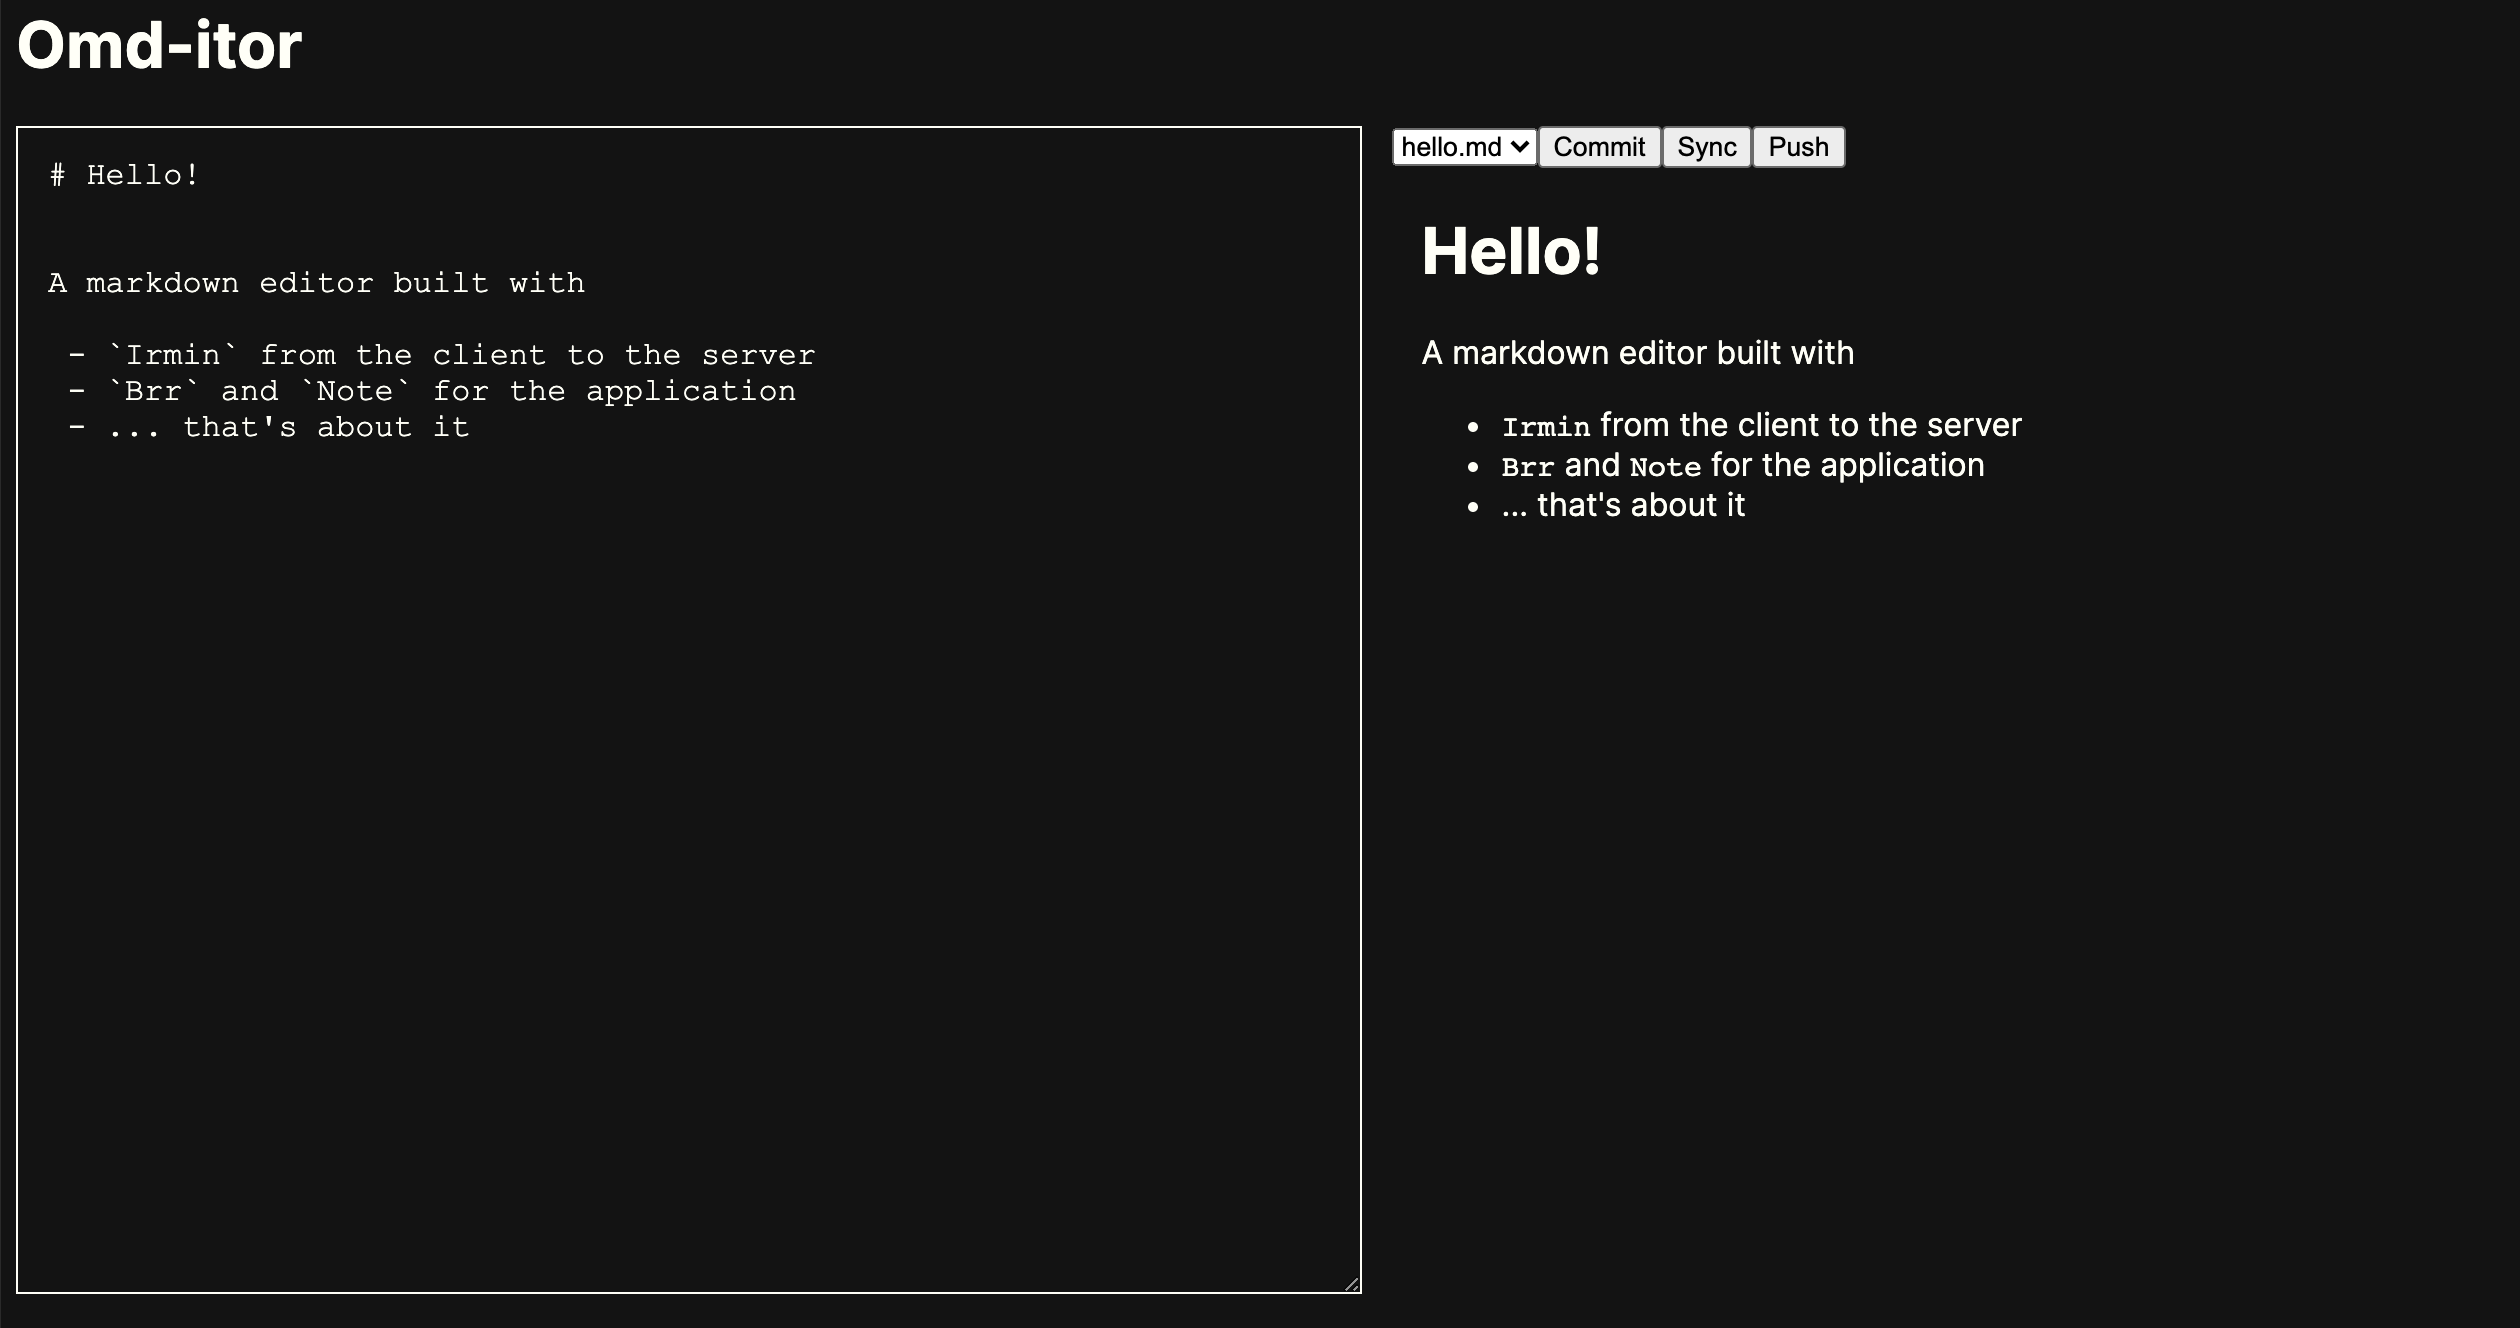 Omd-itor
# Hello!
A markdown editor built with
- `Irmin` from the client to the server
- `Brr` and `Note` for the application
- ... that's about it
hello.md Commit Sync Push
Hello!
A markdown editor built with
• Irmin from the client to the server
• Brr and Note for the application
• ... that's about it